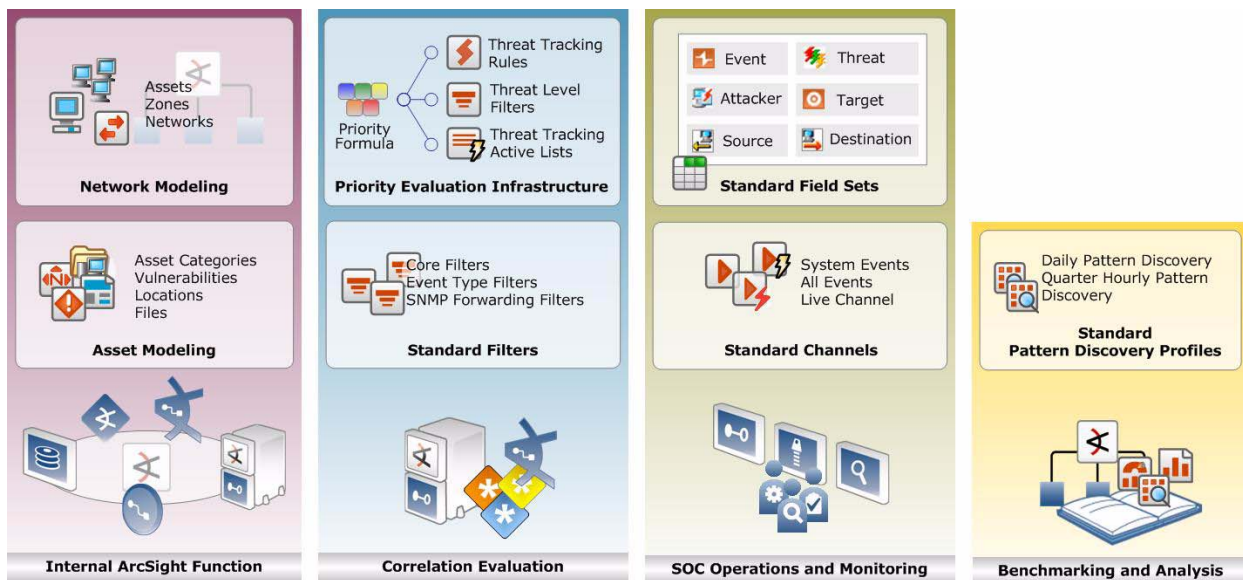 Assets
Zones
Networks
Network Modeling
Asset Categories
Vulnerabilities
Locations
Files
Asset Modeling
Internal ArcSight Function
Priority
Formula
Threat Tracking
Rules
Threat Level
Filters
Threat Tracking
Active Lists
Priority Evaluation Infrastructure
Core Filters
Event Type Filters
SNMP Forwarding Filters
Standard Filters
Correlation Evaluation
Event
Threat
Attacker
Target
Source
Destination
Standard Field Sets
System Events
All Events
Live Channel
Standard Channels
SOC Operations and Monitoring
Daily Pattern Discovery
Quarter Hourly Pattern
Discovery
Standard
Pattern Discovery Profiles
Benchmarking and Analysis